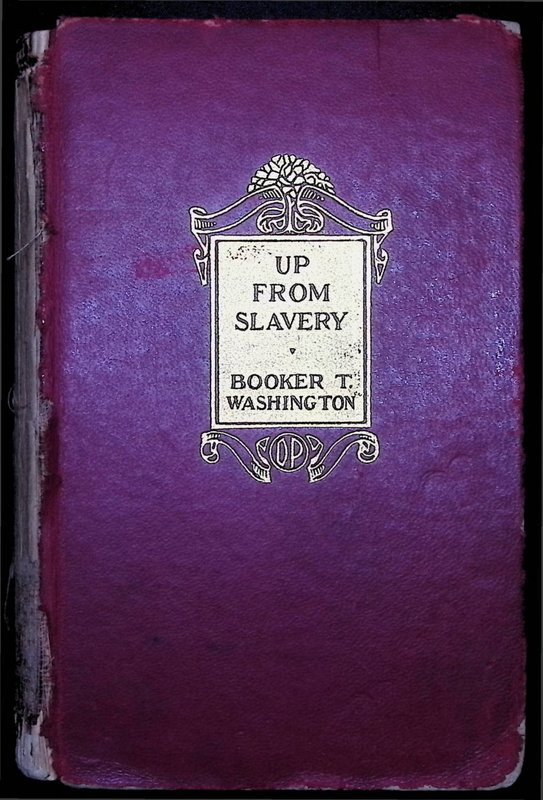 UP
FROM
SLAVERY
BOOKER T.
WASHINGTON
DP